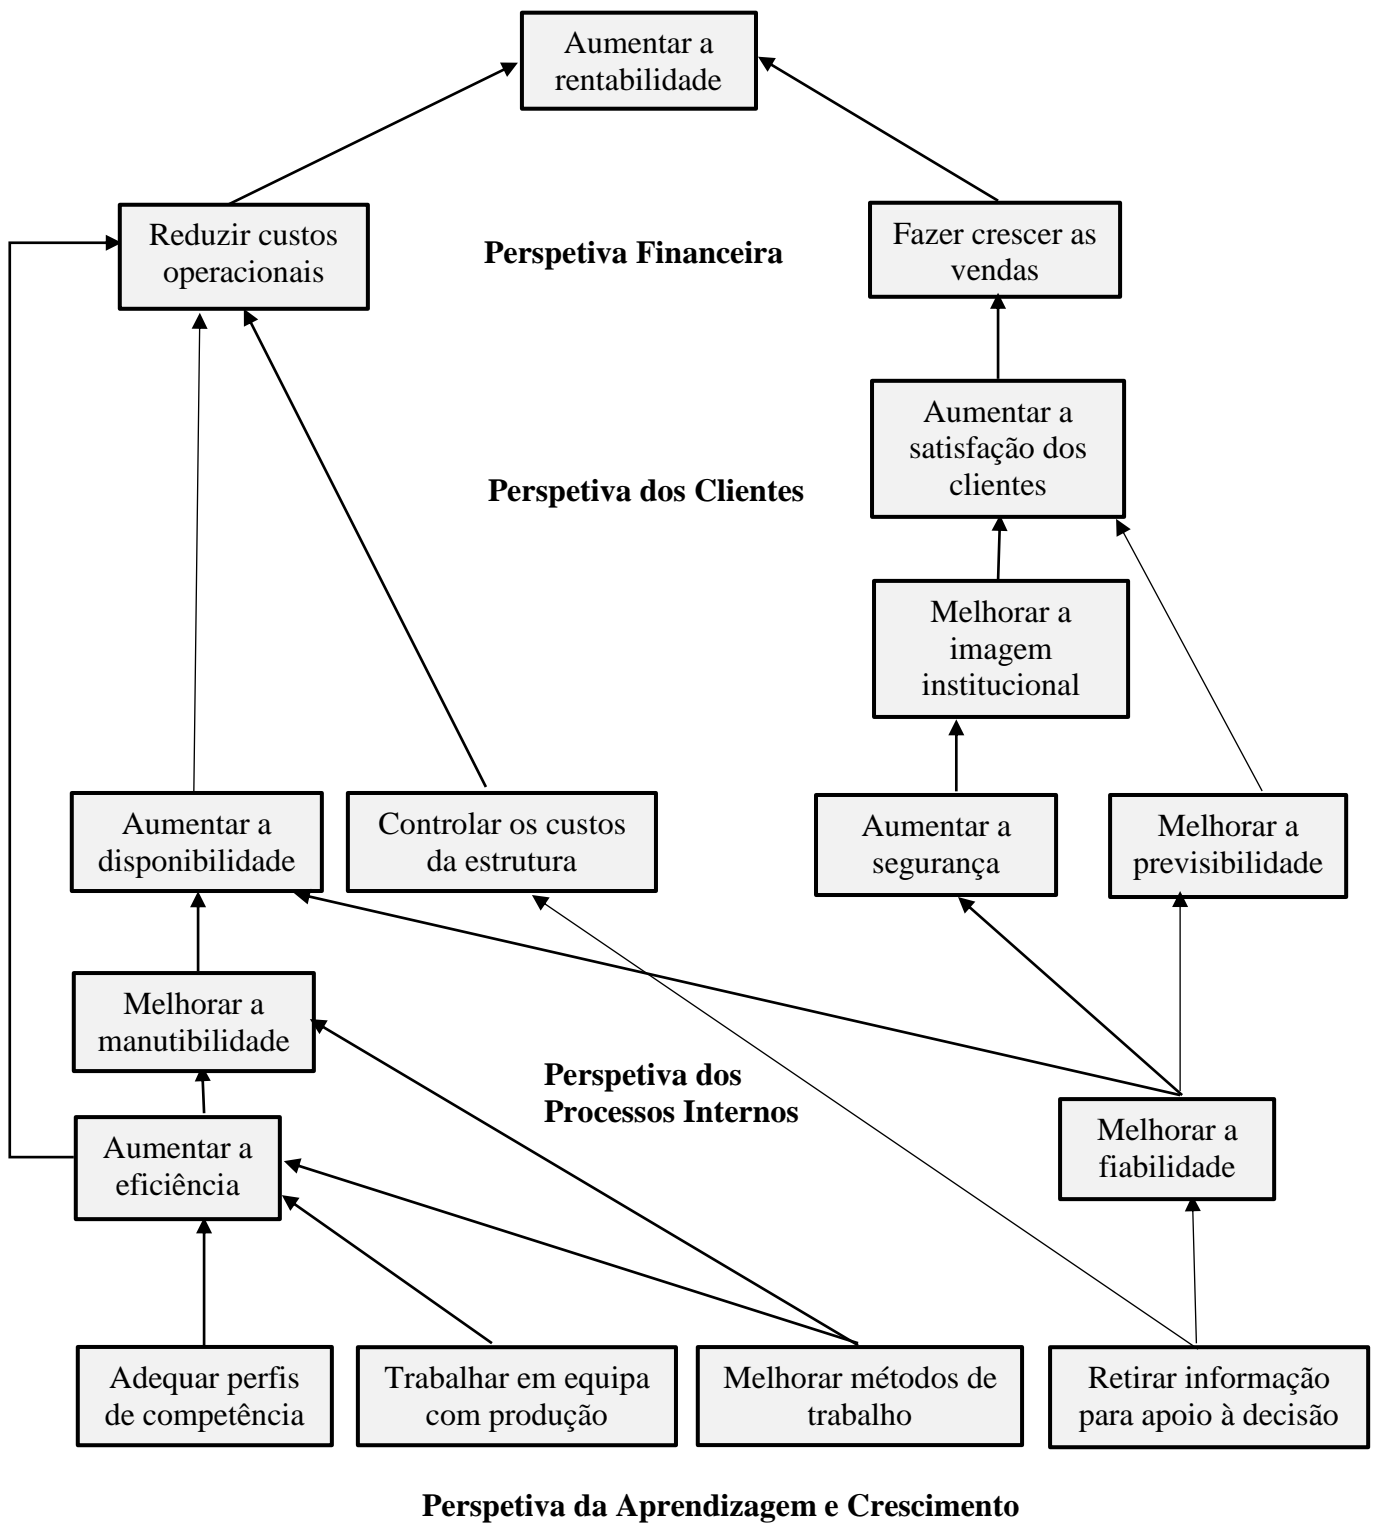 Aumentar a
rentabilidade
Reduzir custos
operacionais
Perspetiva Financeira
Fazer crescer as
vendas
Aumentar a
satisfação dos
clientes
Perspetiva dos Clientes
Melhorar a
imagem
institucional
Aumentar a
disponibilidade
Controlar os custos
da estrutura
Aumentar a
segurança
Melhorar a
previsibilidade
Melhorar a
manutibilidade
Perspetiva dos
Processos Internos
Aumentar a
eficiência
Melhorar a
fiabilidade
Adequar perfis
de competência
Trabalhar em equipa
com produção
Melhorar métodos de
trabalho
Retirar informação
para apoio à decisão
Perspetiva da Aprendizagem e Crescimento